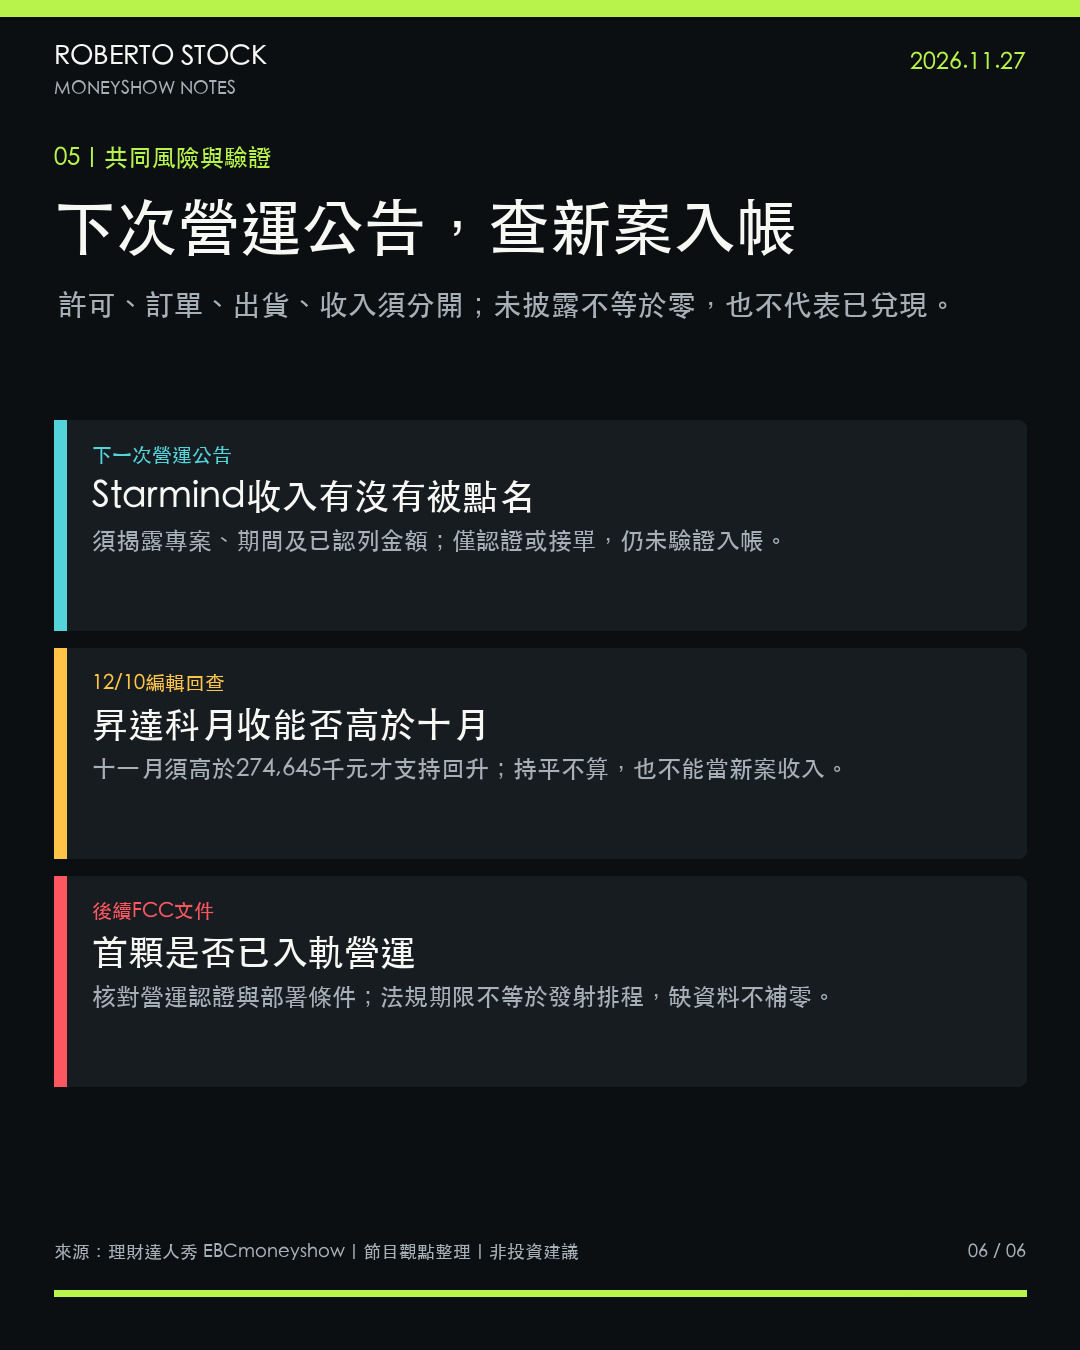 ROBERTO STOCK
MONEYSHOW NOTES
2026.11.27
05｜共同風險與驗證
下次營運公告，查新案入帳
許可、訂單、出貨、收入須分開；未披露不等於零，也不代表已兌現。
下一次營運公告
Starmind收入有沒有被點名
須揭露專案、期間及已認列金額；僅認證或接單，仍未驗證入帳。
12/10編輯回查
昇達科月收能否高於十月
十一月須高於274,645千元才支持回升；持平不算，也不能當新案收入。
後續FCC文件
首顆是否已入軌營運
核對營運認證與部署條件；法規期限不等於發射排程，缺資料不補零。
來源：理財達人秀 EBCmoneyshow｜節目觀點整理｜非投資建議
06 / 06